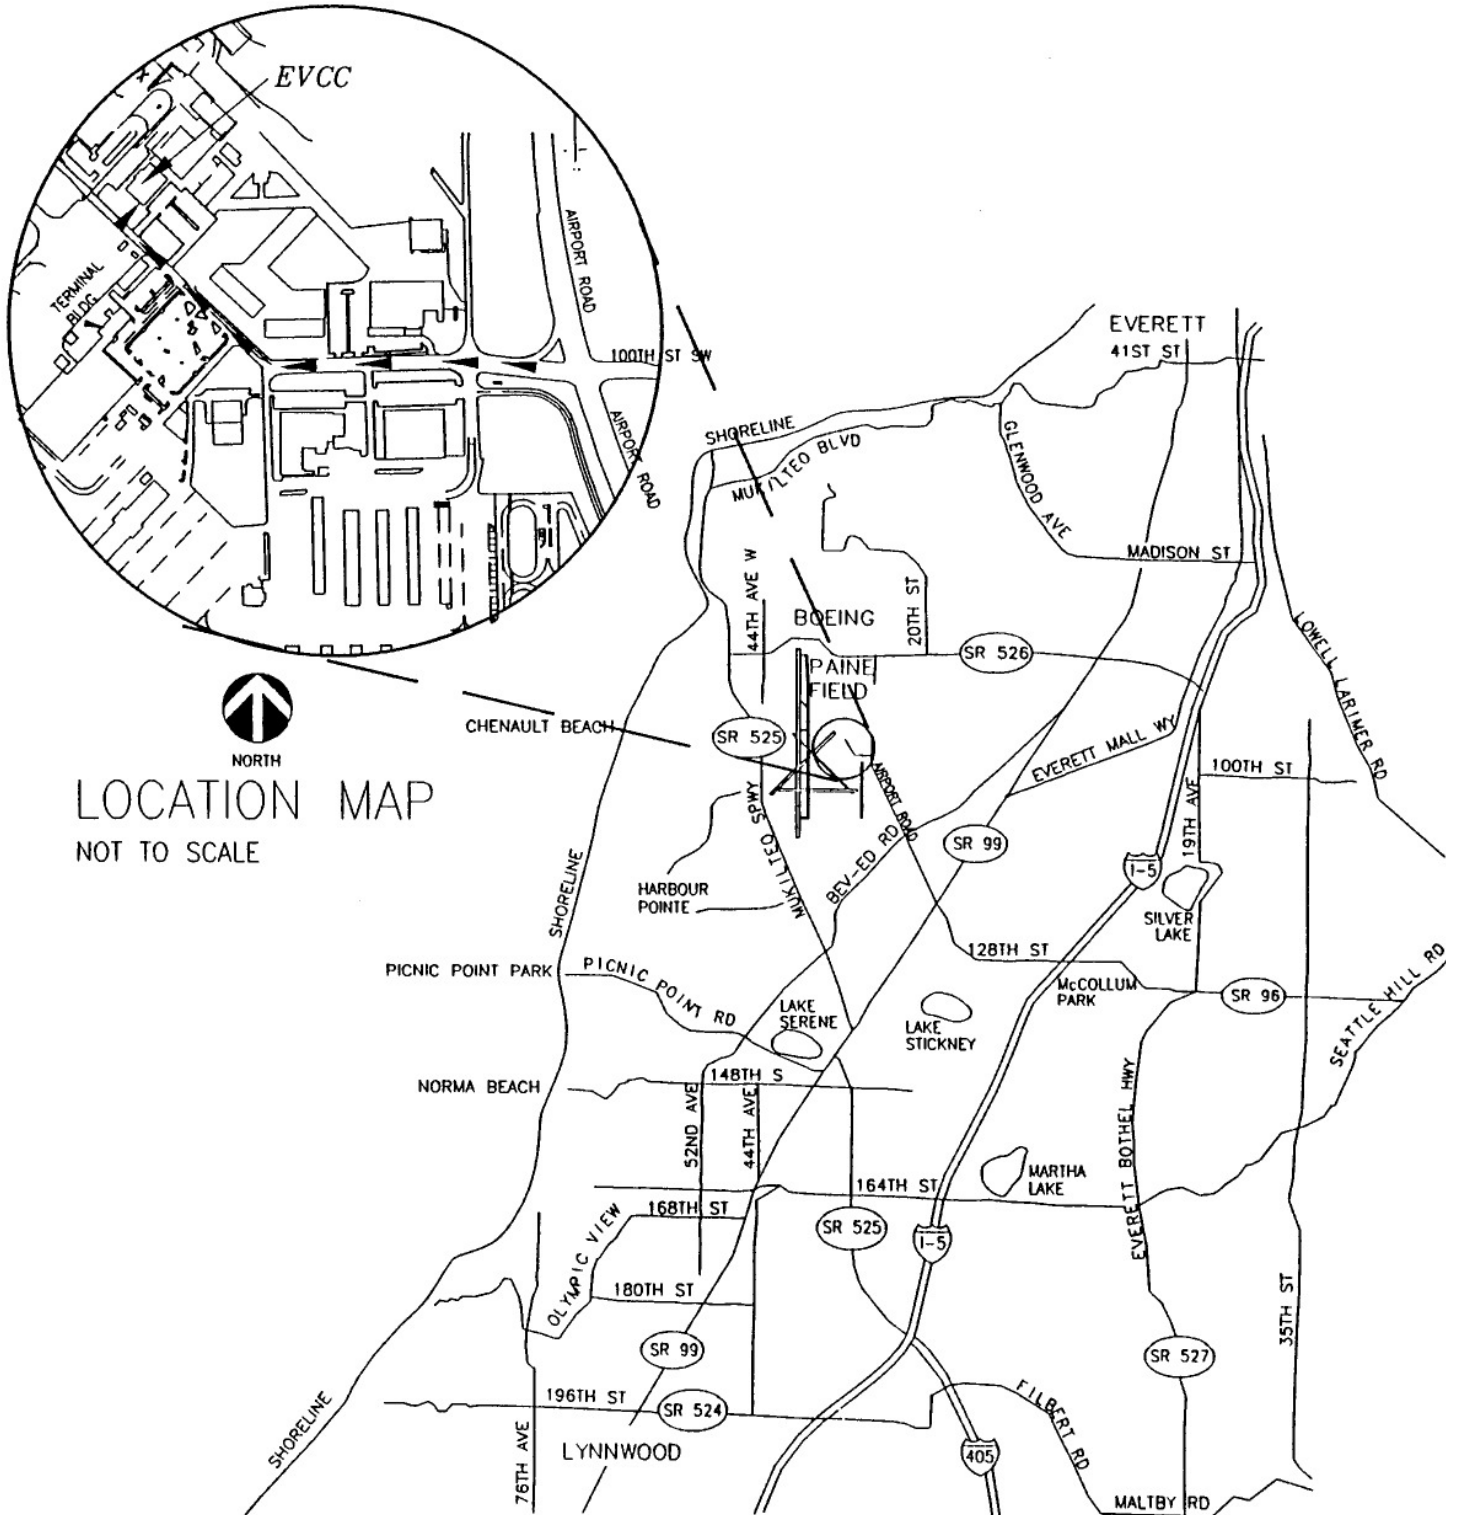 EVCC
AIRPORT ROAD
TERMINAL
BLDG
100TH ST SW
AIRPORT ROAD
NORTH
LOCATION MAP
NOT TO SCALE
EVERETT
41ST ST
SHORELINE
MUKILTEO BLVD
GLENWOOD AVE
MADISON ST
44TH AVE W
BOEING
20TH ST
SR 526
PAINE
FIELD
LOWELL LARIMER RD
CHENAULT BEACH
SR 525
EVERETT MALL WY
100TH ST
19TH AVE
AIRPORT ROAD
MUKILTEO SPWY
BEV-ED RD
SR 99
I-5
HARBOUR
POINTE
SILVER
LAKE
SHORELINE
128TH ST
PICNIC POINT PARK
PICNIC POINT RD
McCOLLUM
PARK
SR 96
SEATTLE HILL RD
LAKE
SERENE
LAKE
STICKNEY
NORMA BEACH
148TH S
52ND AVE
44TH AVE
EVERETT BOTHEL HWY
MARTHA
LAKE
164TH ST
168TH ST
OLYMPIC VIEW
SR 525
I-5
180TH ST
35TH ST
SR 99
SR 527
196TH ST
SR 524
FILBERT RD
SHORELINE
76TH AVE
LYNNWOOD
405
MALTBY RD